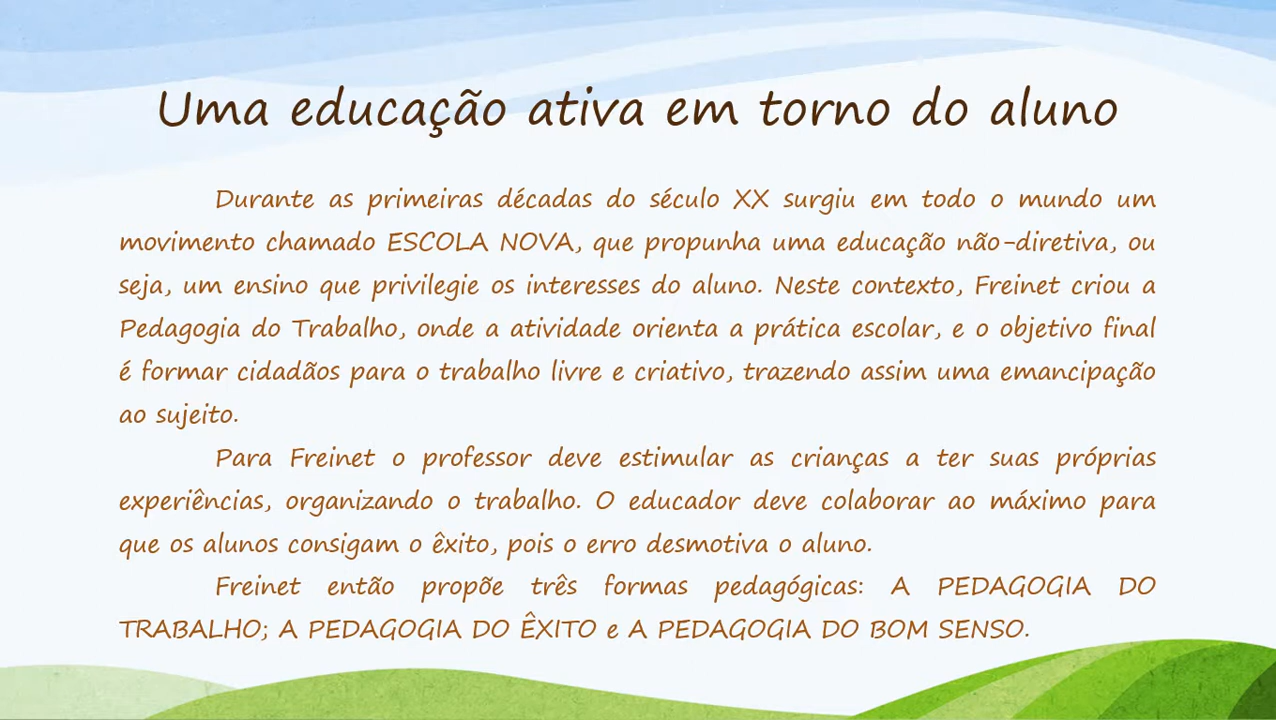 Uma educação ativa em torno do aluno
Durante as primeiras décadas do século XX surgiu em todo o mundo um
movimento chamado ESCOLA NOVA, que propunha uma educação não-diretiva, ou
seja, um ensino que privilegie os interesses do aluno. Neste contexto, Freinet criou a
Pedagogia do Trabalho, onde a atividade orienta a prática escolar, e o objetivo final
é formar cidadãos para o trabalho livre e criativo, trazendo assim uma emancipação
ao sujeito.
Para Freinet o professor deve estimular as crianças a ter suas próprias
experiências, organizando o trabalho. O educador deve colaborar ao máximo para
que os alunos consigam o êxito, pois o erro desmotiva o aluno.
Freinet então propõe três formas pedagógicas: A PEDAGOGIA DO
TRABALHO; A PEDAGOGIA DO ÊXITO e A PEDAGOGIA DO BOM SENSO.